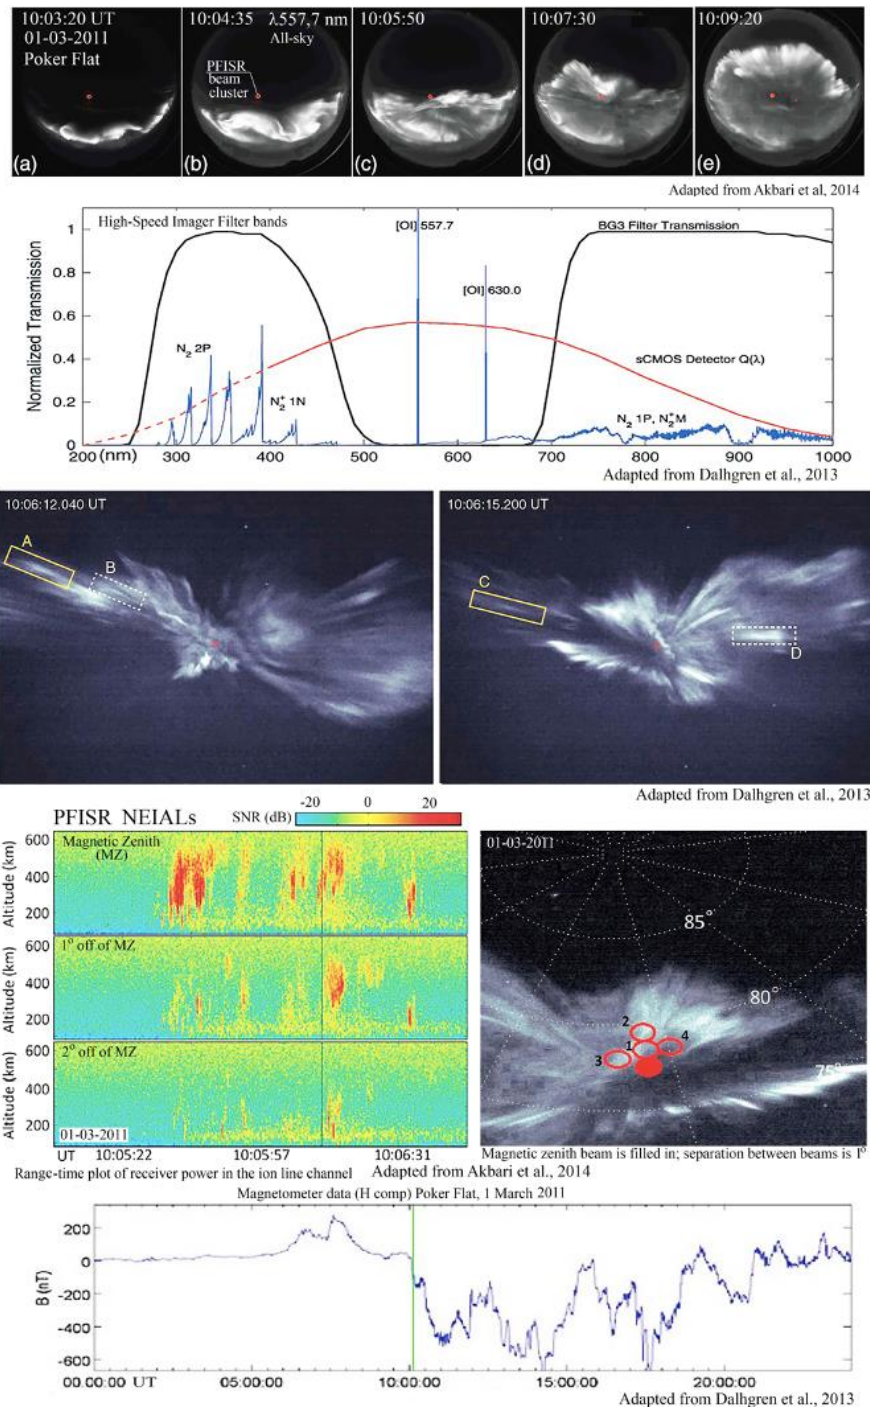 10:03:20 UT
01-03-2011
Poker Flat
(a)
10:04:35 λ557,7 nm
All-sky
PFISR
beam
cluster
(b)
10:05:50
(c)
10:07:30
(d)
10:09:20
(e)
Adapted from Akbari et al, 2014
High-Speed Imager Filter bands
[OI] 557.7
BG3 Filter Transmission
[OI] 630.0
N2 2P
N2+ 1N
sCMOS Detector Q(λ)
N2 1P, N2+M
Normalized Transmission
1
0.8
0.6
0.4
0.2
0
200 (nm) 300 400 500 600 700 800 900 1000
Adapted from Dalhgren et al., 2013
10:06:12.040 UT
A
B
10:06:15.200 UT
C
D
Adapted from Dalhgren et al., 2013
PFISR NEIALs
SNR (dB)
-20 0 20
Magnetic Zenith
(MZ)
Altitude (km)
600
400
200
1° off of MZ
Altitude (km)
600
400
200
2° off of MZ
Altitude (km)
600
400
200
01-03-2011
UT 10:05:22 10:05:57 10:06:31
Range-time plot of receiver power in the ion line channel
Adapted from Akbari et al., 2014
01-03-2011
85°
80°
75°
2
1
4
3
Magnetic zenith beam is filled in; separation between beams is 1°
Magnetometer data (H comp) Poker Flat, 1 March 2011
B (nT)
200
0
-200
-400
-600
00:00:00 UT 05:00:00 10:00:00 15:00:00 20:00:00
Adapted from Dalhgren et al., 2013